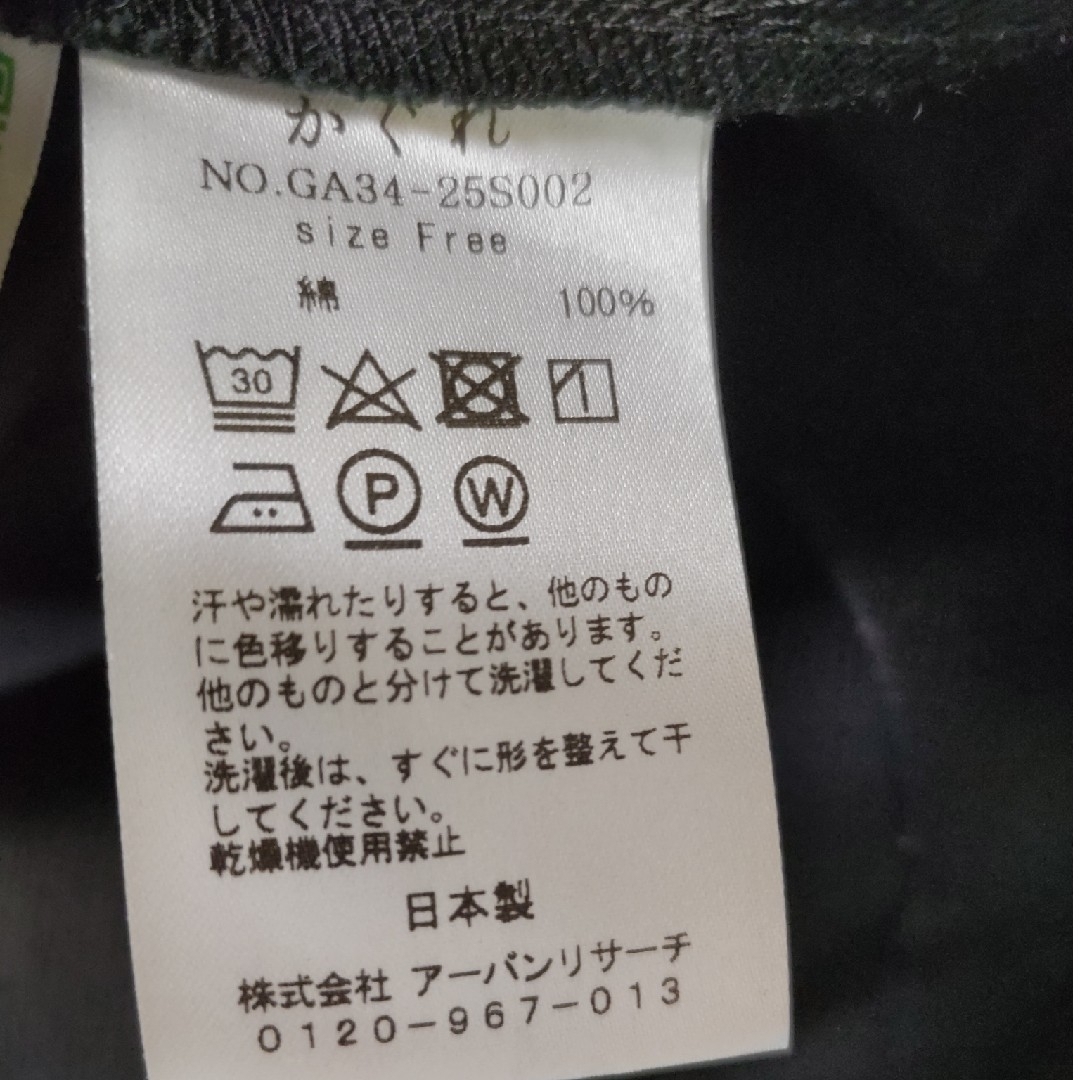 かぐれ
NO.GA34-25S002
size Free
綿 100%
30
P W
汗や濡れたりすると、他のもの
に色移りすることがあります。
他のものと分けて洗濯してくだ
さい。
洗濯後は、すぐに形を整えて干
してください。
乾燥機使用禁止
日本製
株式会社 アーバンリサーチ
0120-967-013